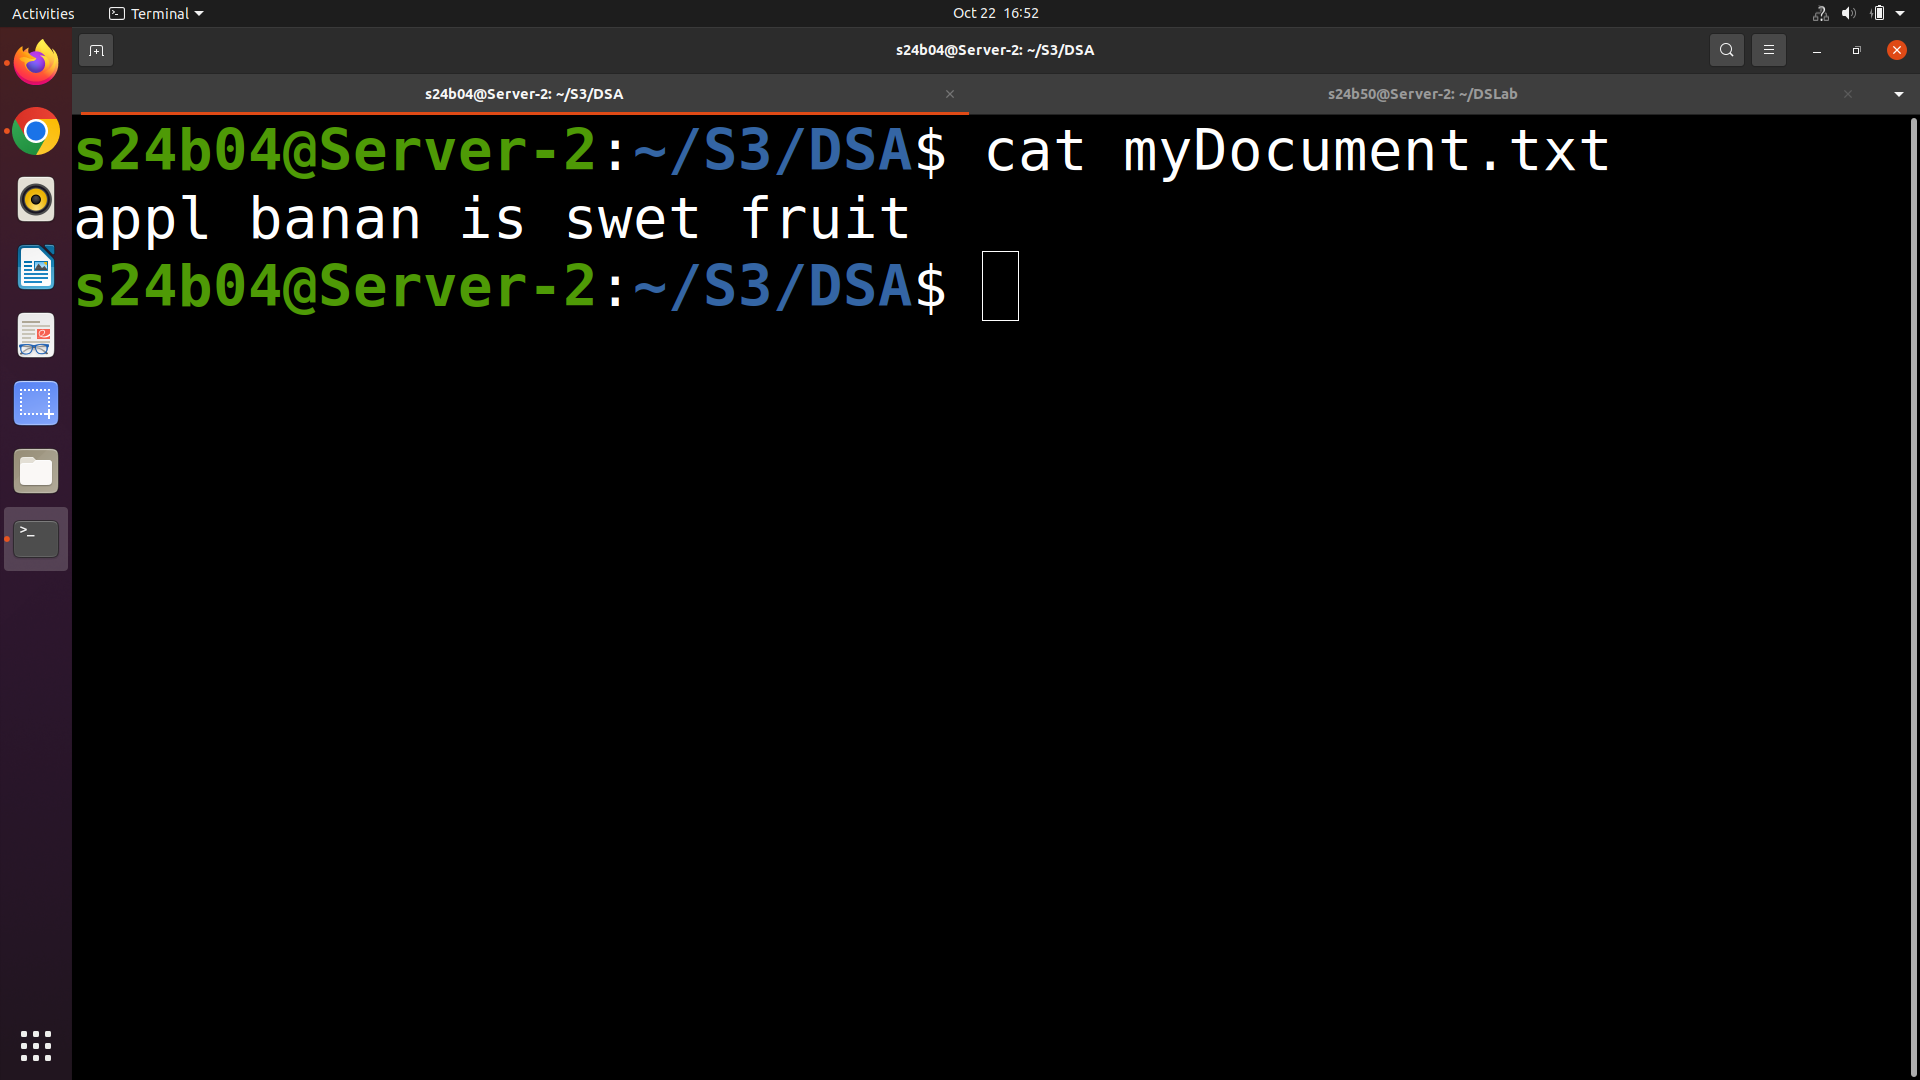 Activities Terminal Oct 22 16:52
s24b04@Server-2: ~/S3/DSA
s24b04@Server-2: ~/S3/DSA s24b50@Server-2: ~/DSLab
s24b04@Server-2:~/S3/DSA$ cat myDocument.txt
appl banan is swet fruit
s24b04@Server-2:~/S3/DSA$